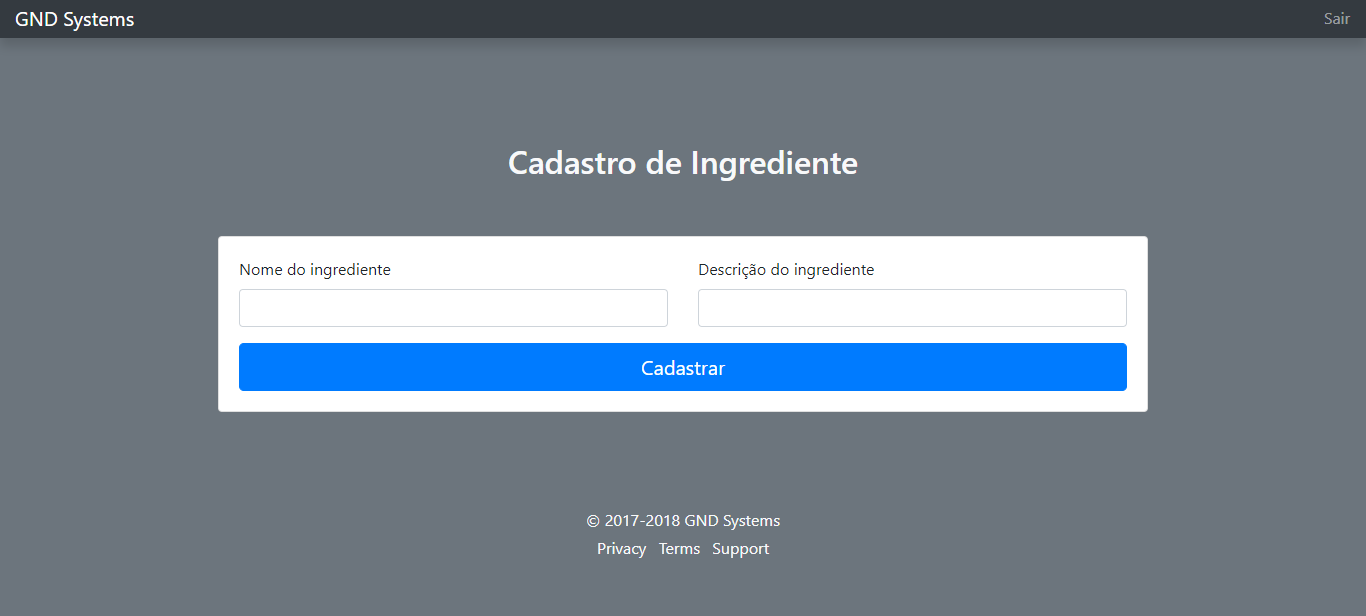 GND Systems Sair
Cadastro de Ingrediente
Nome do ingrediente Descrição do ingrediente
Cadastrar
© 2017-2018 GND Systems
Privacy Terms Support